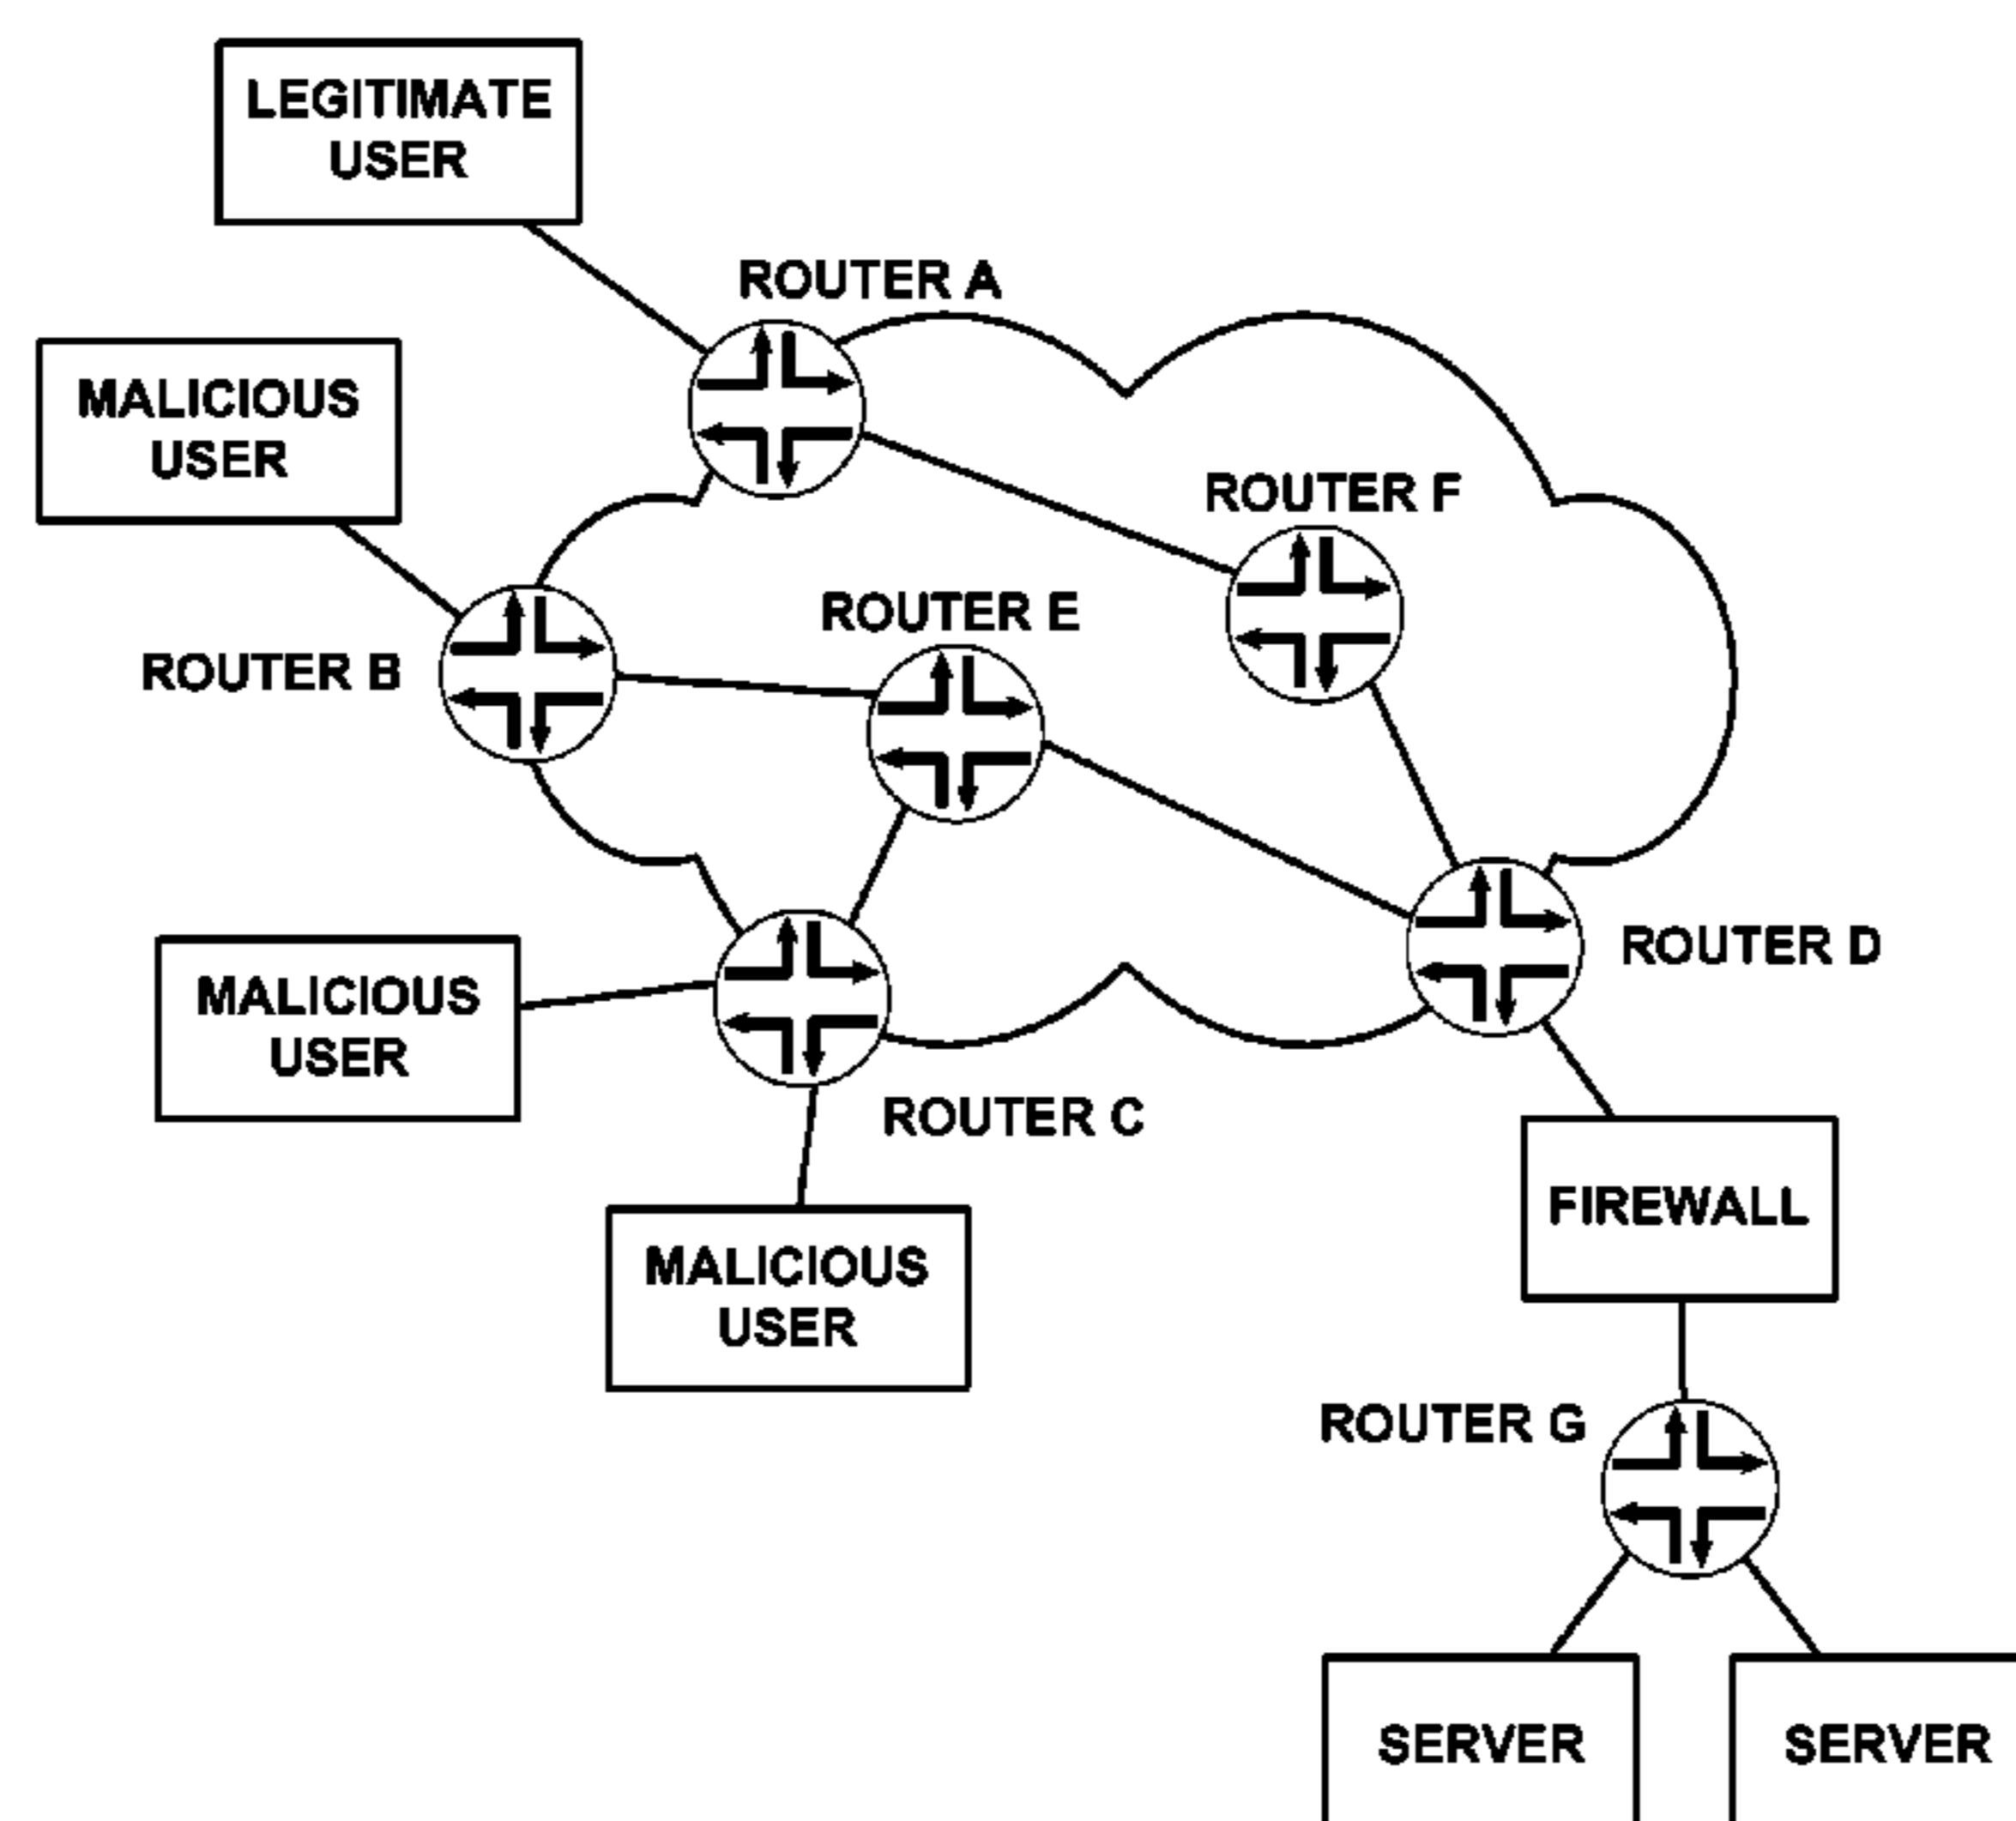 LEGITIMATE
USER
ROUTER A
MALICIOUS
USER
ROUTER F
ROUTER E
ROUTER B
ROUTER D
MALICIOUS
USER
ROUTER C
FIREWALL
MALICIOUS
USER
ROUTER G
SERVER
SERVER